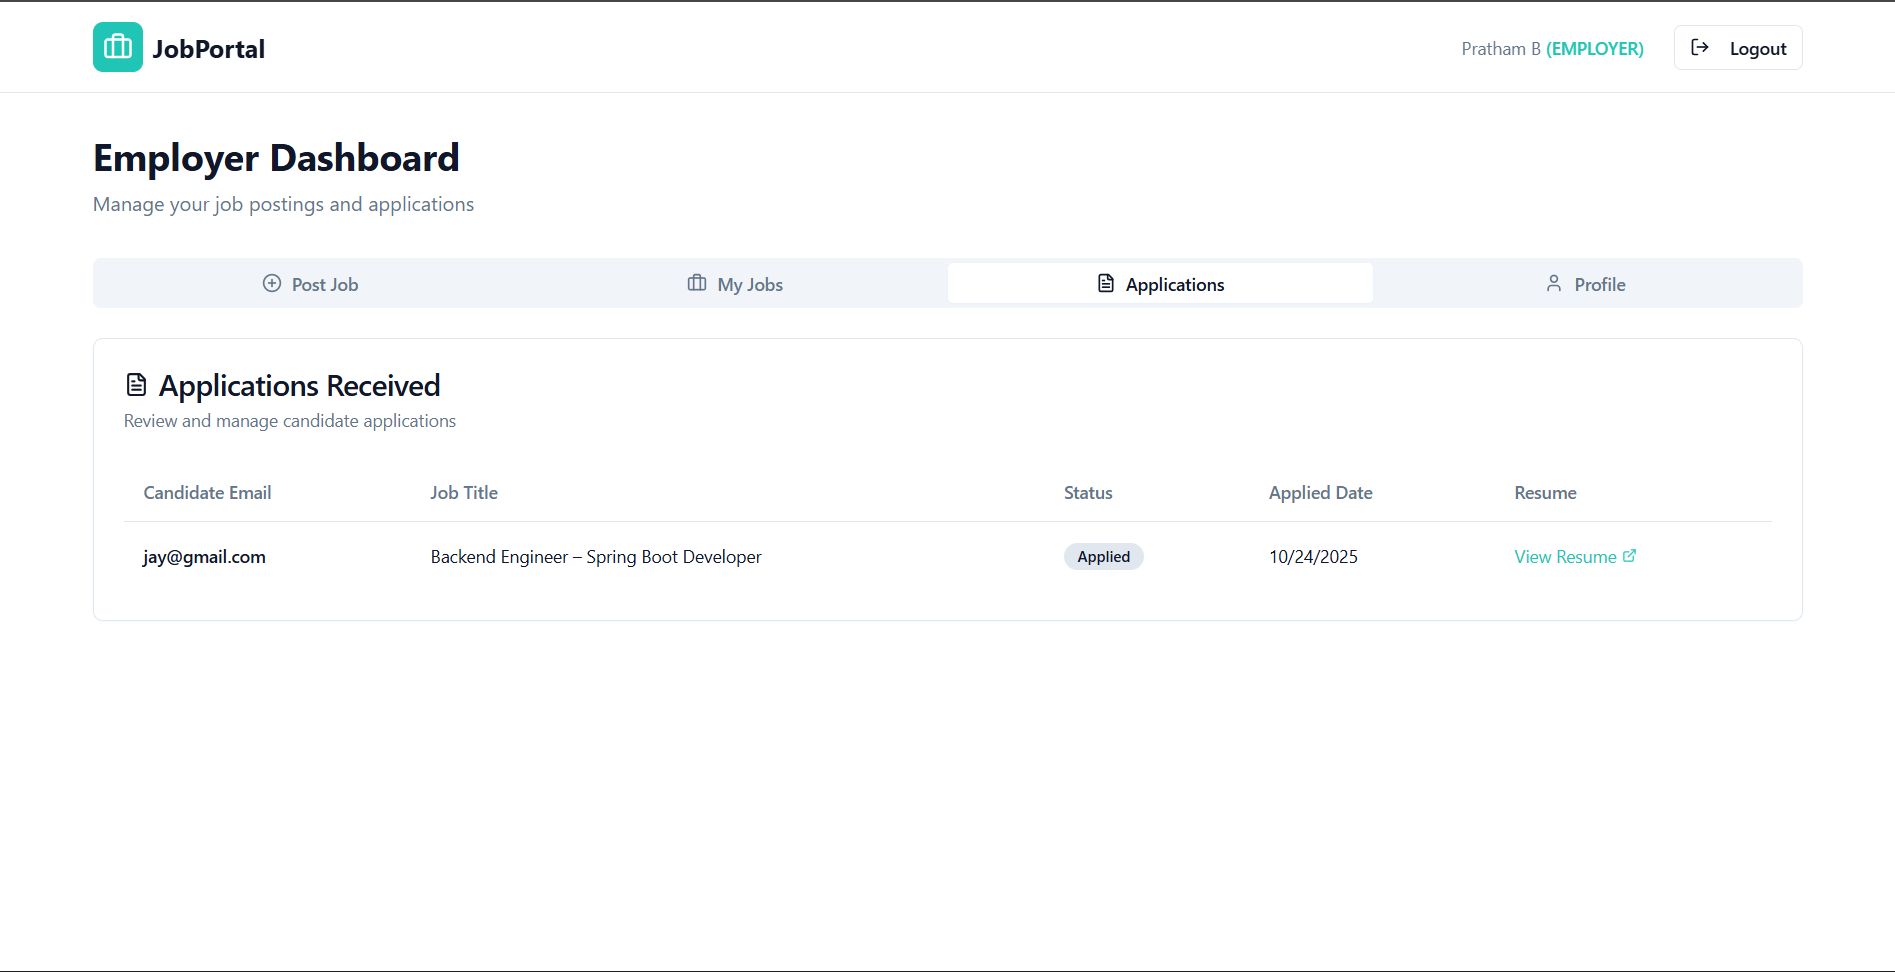 JobPortal
Pratham B (EMPLOYER)
Logout
Employer Dashboard
Manage your job postings and applications
Post Job
My Jobs
Applications
Profile
Applications Received
Review and manage candidate applications
Candidate Email Job Title Status Applied Date Resume
jay@gmail.com Backend Engineer – Spring Boot Developer Applied 10/24/2025 View Resume